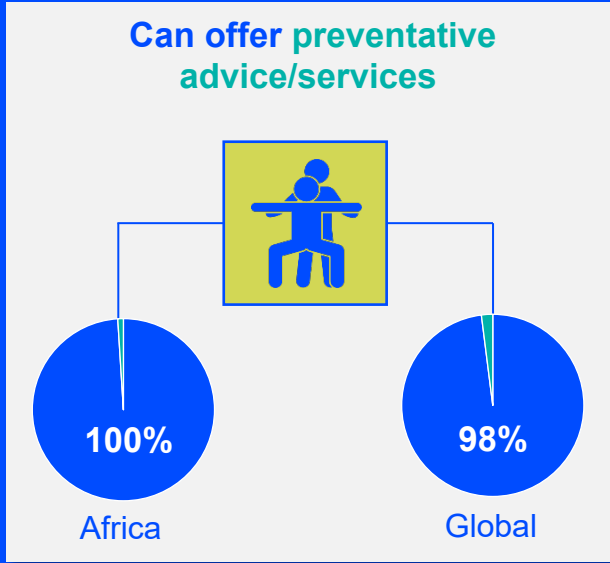 Can offer preventative
advice/services
100%
98%
Africa
Global